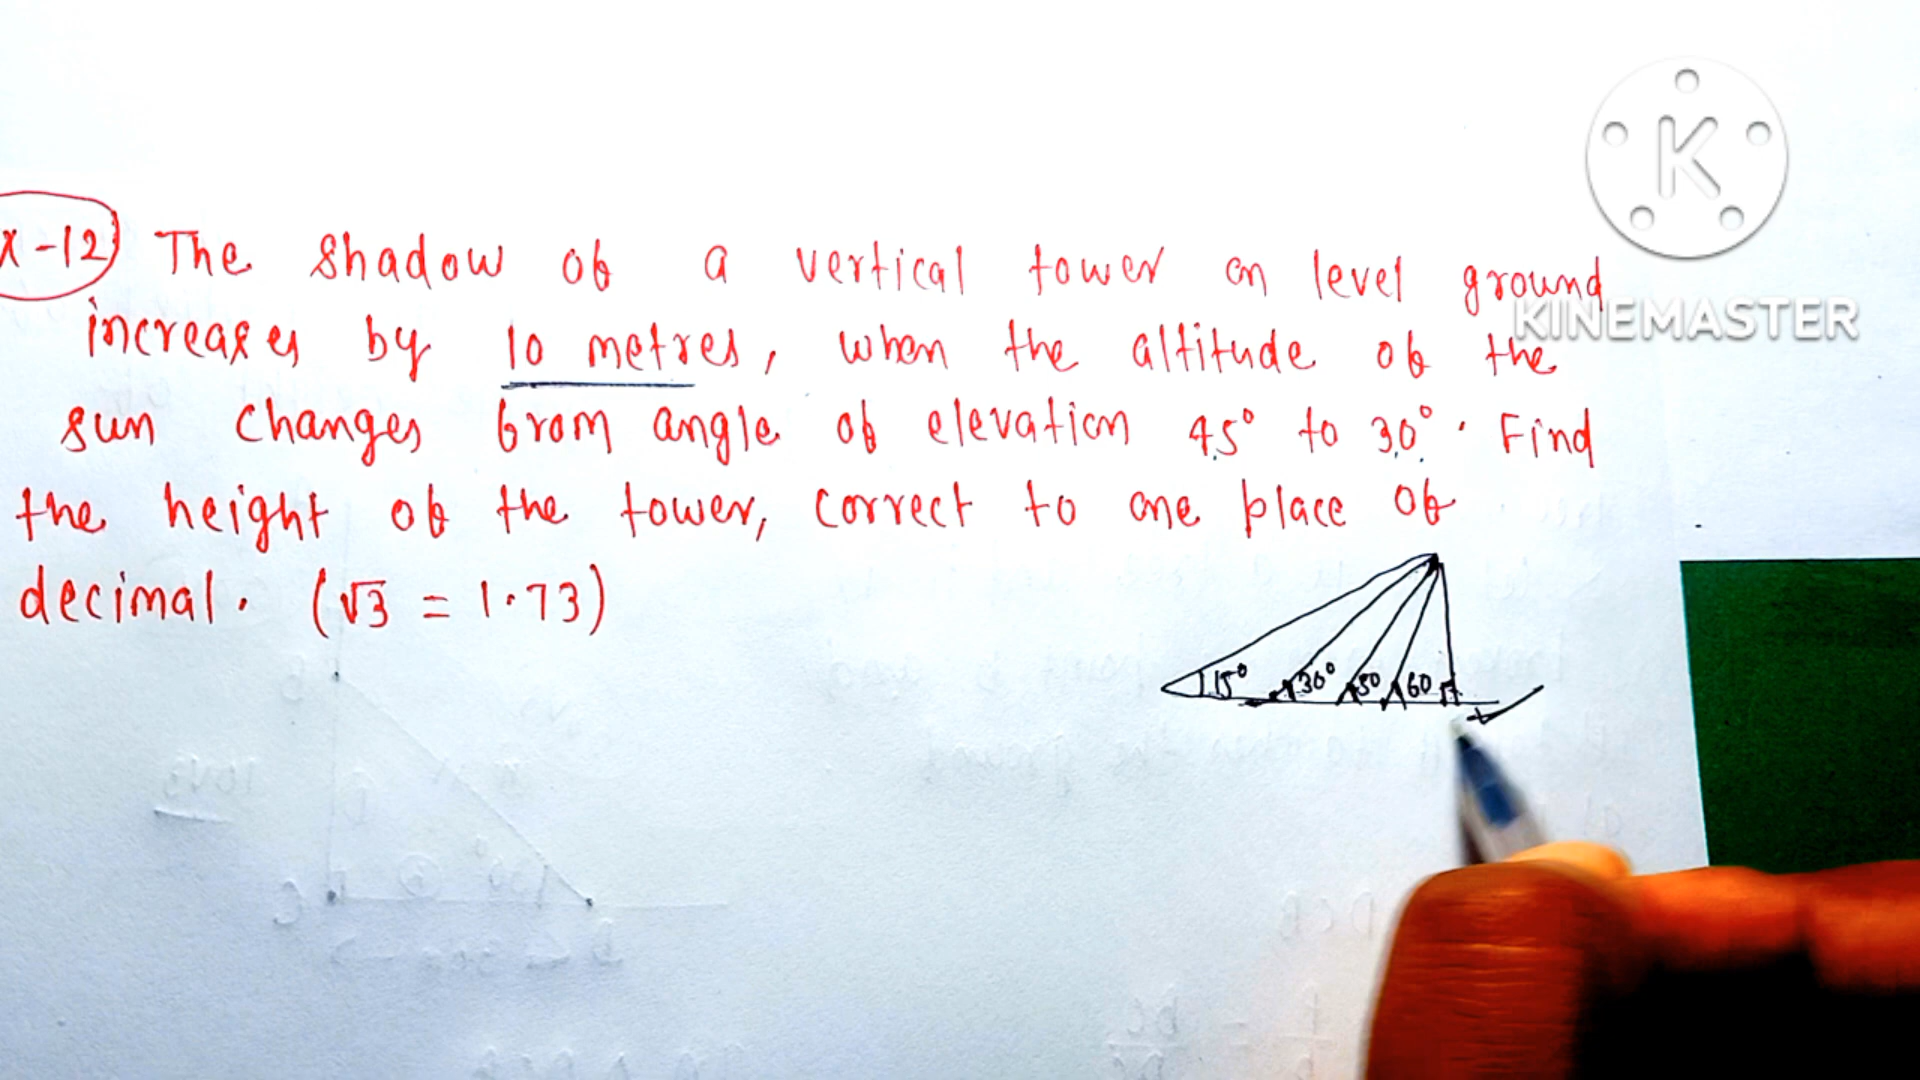 x-12) The shadow of a vertical tower on level ground
increases by 10 metres, when the altitude of the
sun changes from angle of elevation 45° to 30°. Find
the height of the tower, correct to one place of
decimal. (√3 = 1.73)
15° 30° 50 60
K
KINEMASTER